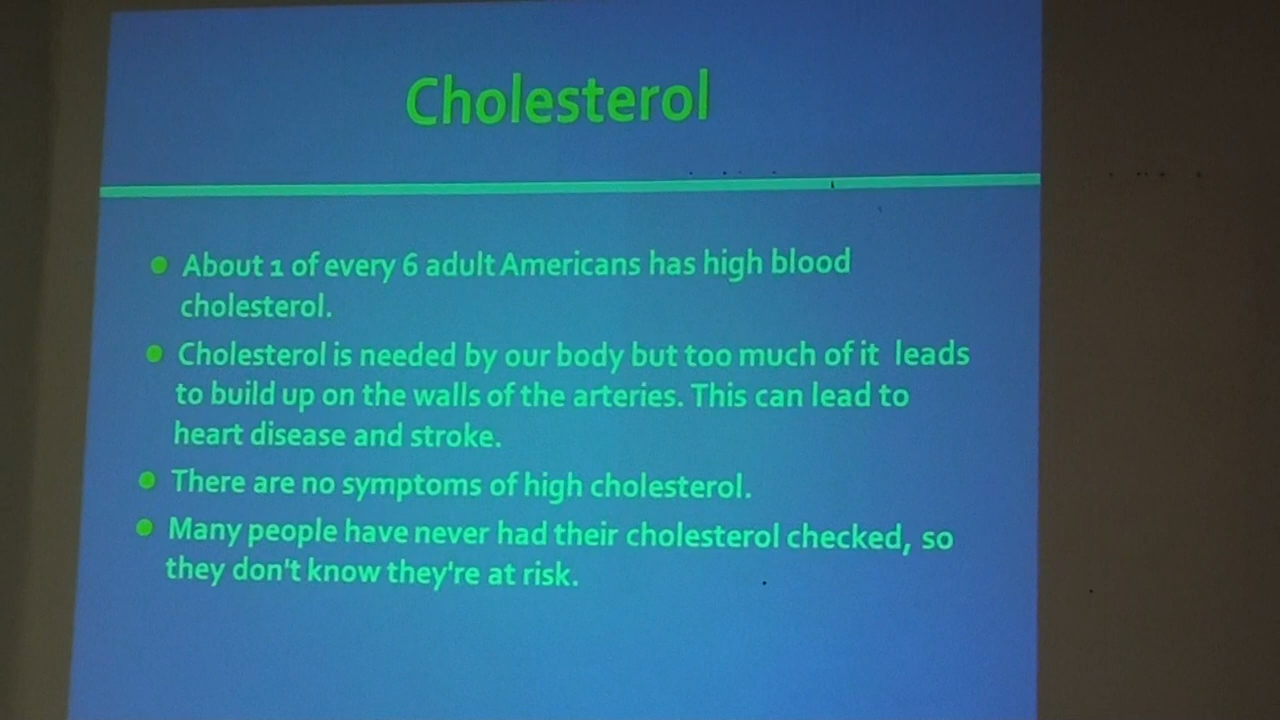 Cholesterol
About 1 of every 6 adult Americans has high blood
cholesterol.
Cholesterol is needed by our body but too much of it leads
to build up on the walls of the arteries. This can lead to
heart disease and stroke.
There are no symptoms of high cholesterol.
Many people have never had their cholesterol checked, so
they don't know they're at risk.